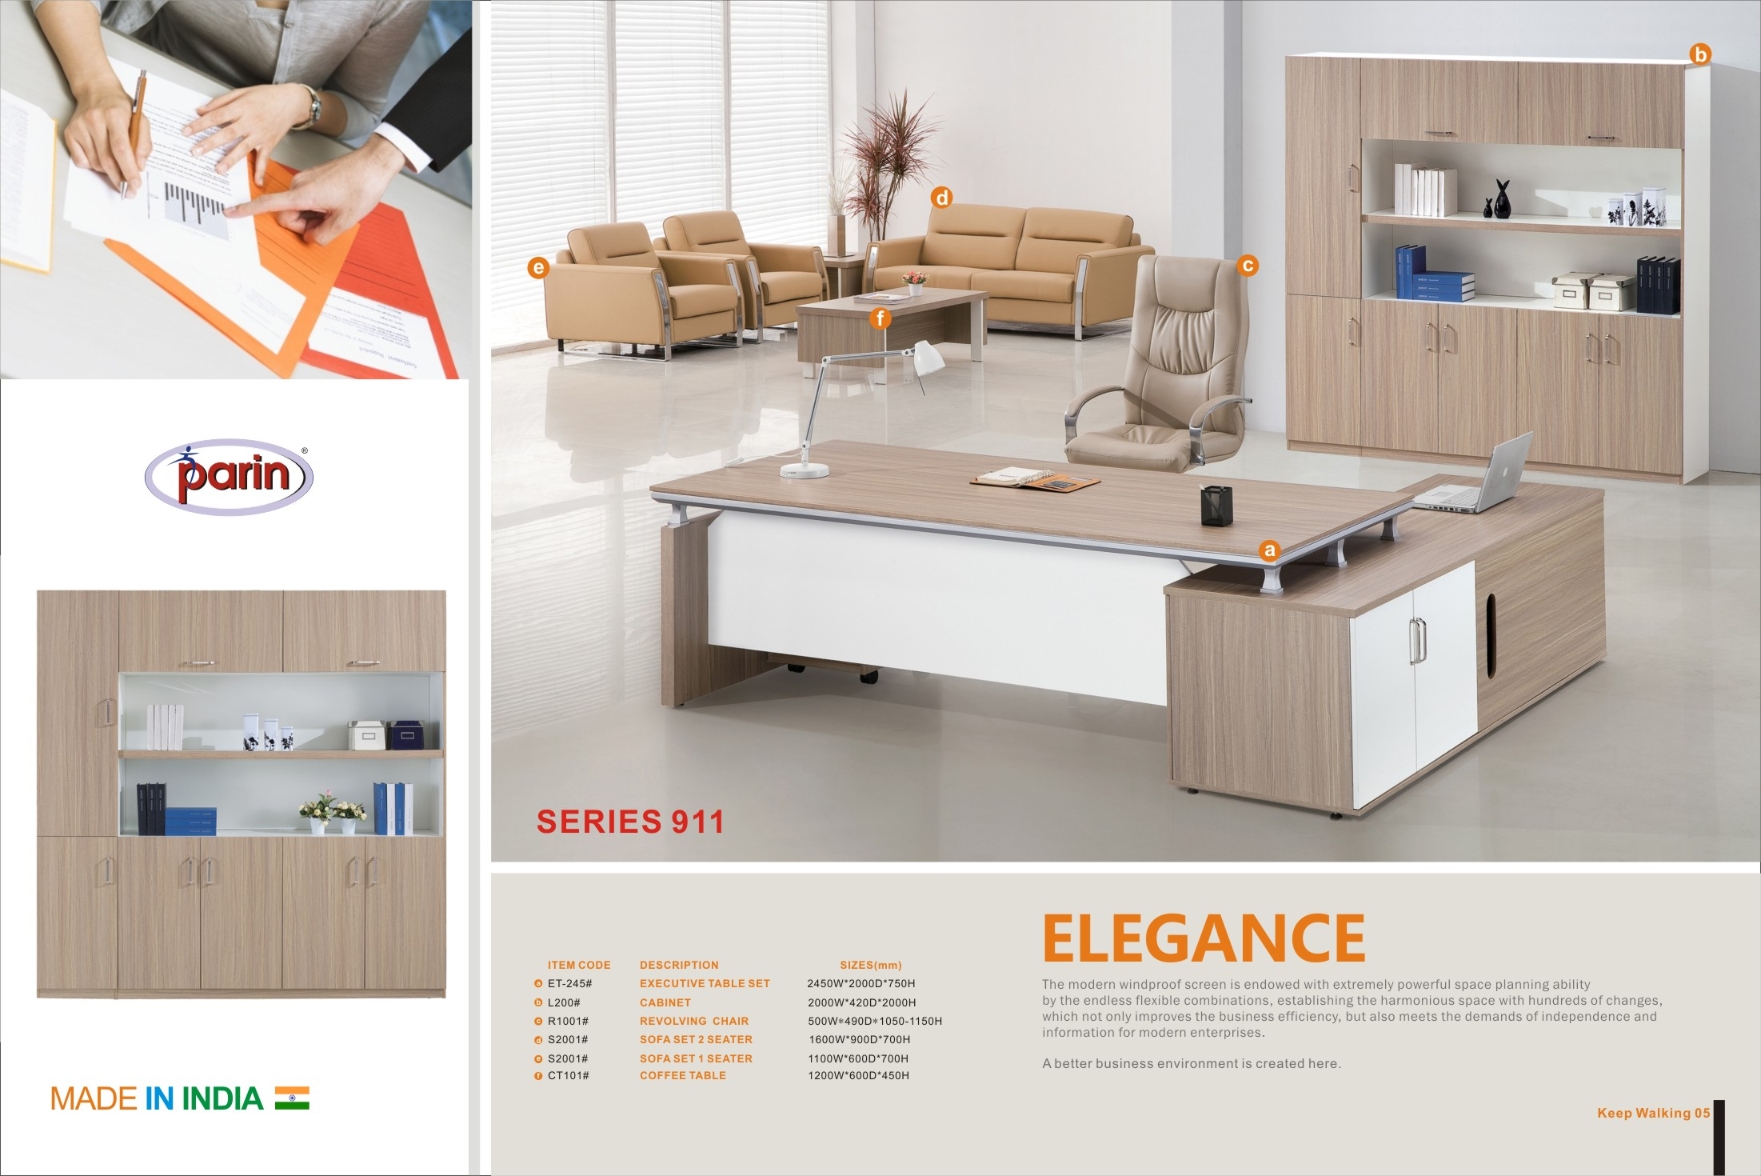 parin®
MADE IN INDIA
b
d
e
c
f
a
SERIES 911
ITEM CODE DESCRIPTION SIZES(mm)
a ET-245# EXECUTIVE TABLE SET 2450W*2000D*750H
b L200# CABINET 2000W*420D*2000H
c R1001# REVOLVING CHAIR 500W*490D*1050-1150H
d S2001# SOFA SET 2 SEATER 1600W*900D*700H
e S2001# SOFA SET 1 SEATER 1100W*600D*700H
f CT101# COFFEE TABLE 1200W*600D*450H
ELEGANCE
The modern windproof screen is endowed with extremely powerful space planning ability
by the endless flexible combinations, establishing the harmonious space with hundreds of changes,
which not only improves the business efficiency, but also meets the demands of independence and
information for modern enterprises.
A better business environment is created here.
Keep Walking 05